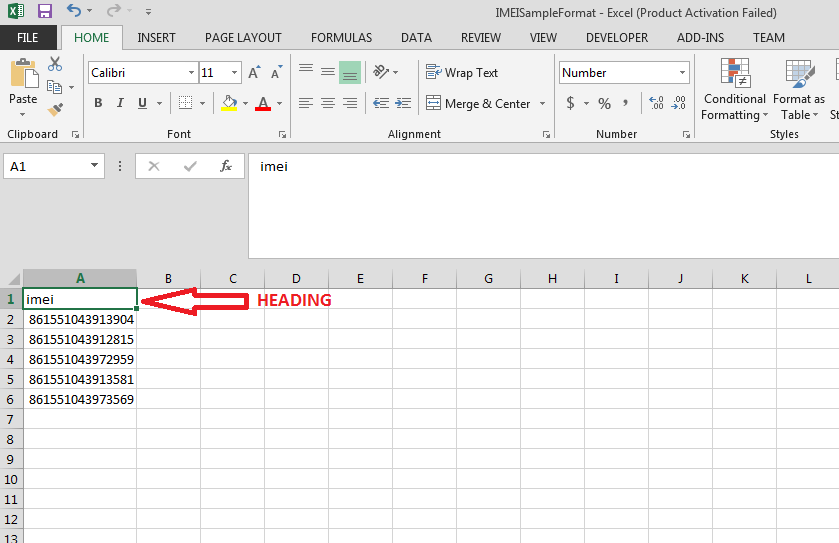 IMEISampleFormat - Excel (Product Activation Failed)
FILE HOME INSERT PAGE LAYOUT FORMULAS DATA REVIEW VIEW DEVELOPER ADD-INS TEAM
Calibri 11 Wrap Text Number
Paste B I U A Merge & Center $ % , Conditional Format as
Formatting Table
Clipboard Font Alignment Number Styles
A1 fx imei
A B C D E F G H I J K L
1 imei HEADING
2 861551043913904
3 861551043912815
4 861551043972959
5 861551043913581
6 861551043973569
7
8
9
10
11
12
13